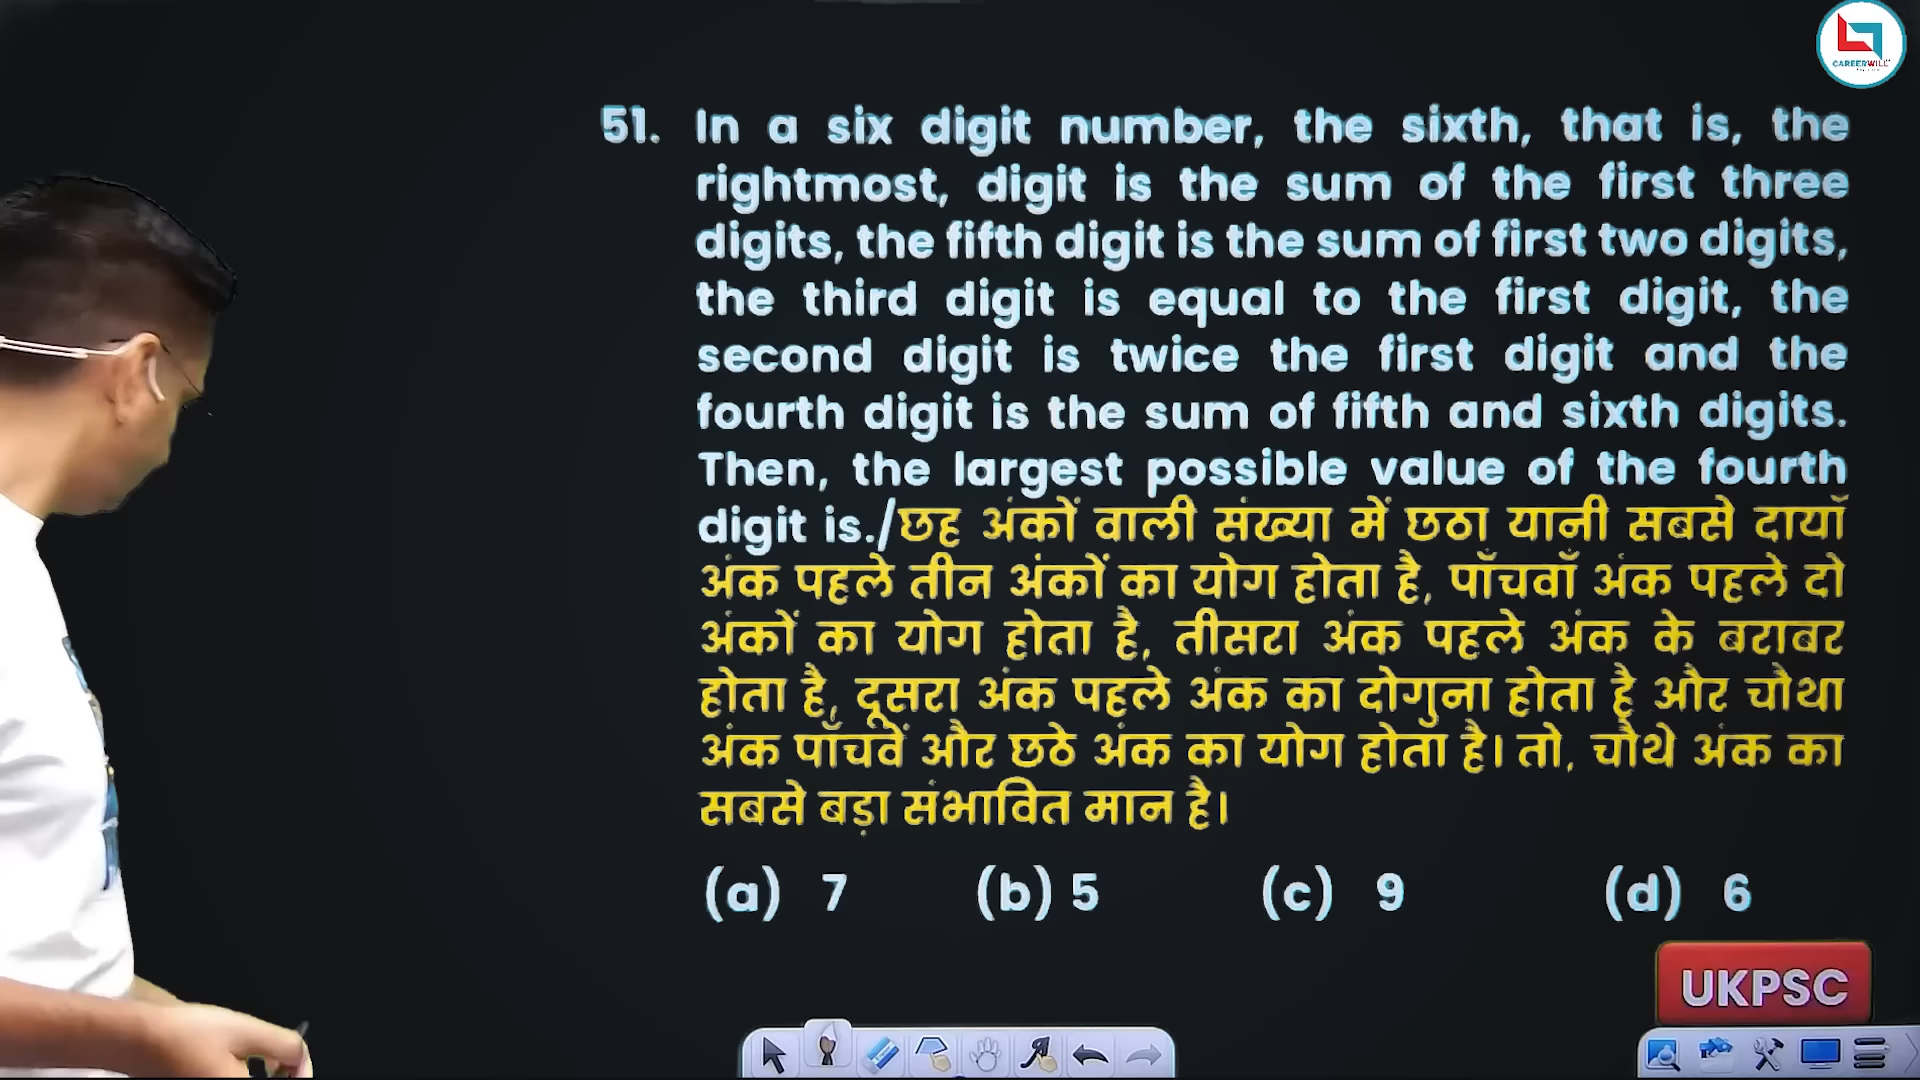 CAREERWILL
51. In a six digit number, the sixth, that is, the
rightmost, digit is the sum of the first three
digits, the fifth digit is the sum of first two digits,
the third digit is equal to the first digit, the
second digit is twice the first digit and the
fourth digit is the sum of fifth and sixth digits.
Then, the largest possible value of the fourth
digit is./छह अंकों वाली संख्या में छठा यानी सबसे दायाँ
अंक पहले तीन अंकों का योग होता है, पाँचवाँ अंक पहले दो
अंकों का योग होता है, तीसरा अंक पहले अंक के बराबर
होता है, दूसरा अंक पहले अंक का दोगुना होता है और चौथा
अंक पाँचवें और छठे अंक का योग होता है। तो, चौथे अंक का
सबसे बड़ा संभावित मान है।
(a) 7 (b) 5 (c) 9 (d) 6
UKPSC